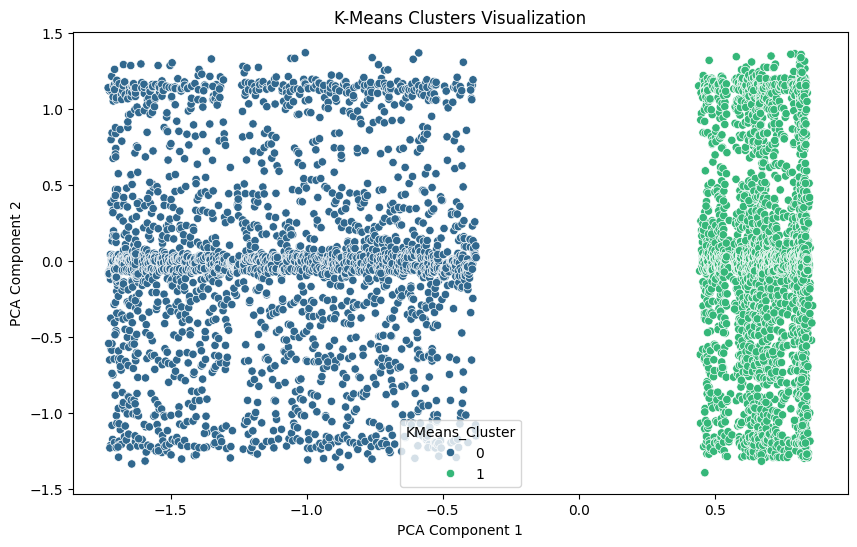 K-Means Clusters Visualization
1.5
1.0
0.5
0.0
−0.5
−1.0
−1.5
PCA Component 2
KMeans_Cluster
0
1
−1.5 −1.0 −0.5 0.0 0.5
PCA Component 1